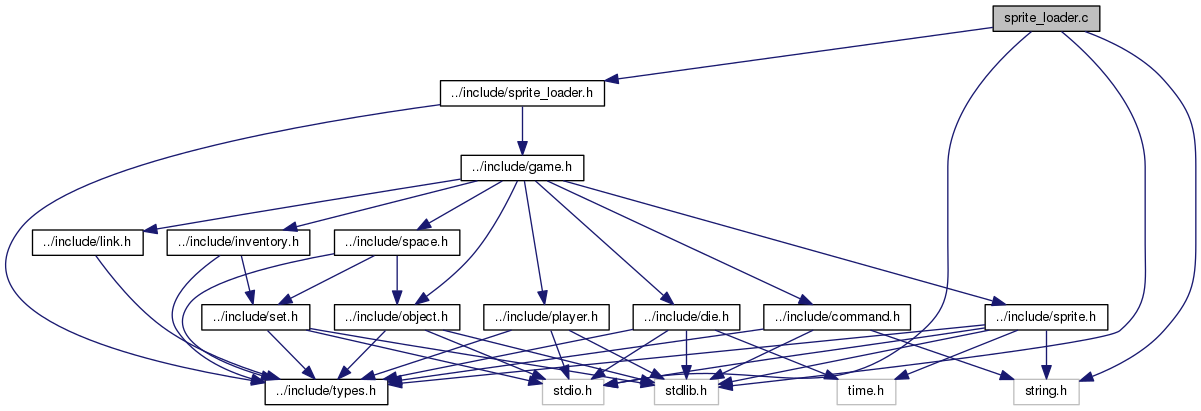 sprite_loader.c
../include/sprite_loader.h
../include/game.h
../include/link.h
../include/inventory.h
../include/space.h
../include/set.h
../include/object.h
../include/player.h
../include/die.h
../include/command.h
../include/sprite.h
../include/types.h
stdio.h
stdlib.h
time.h
string.h